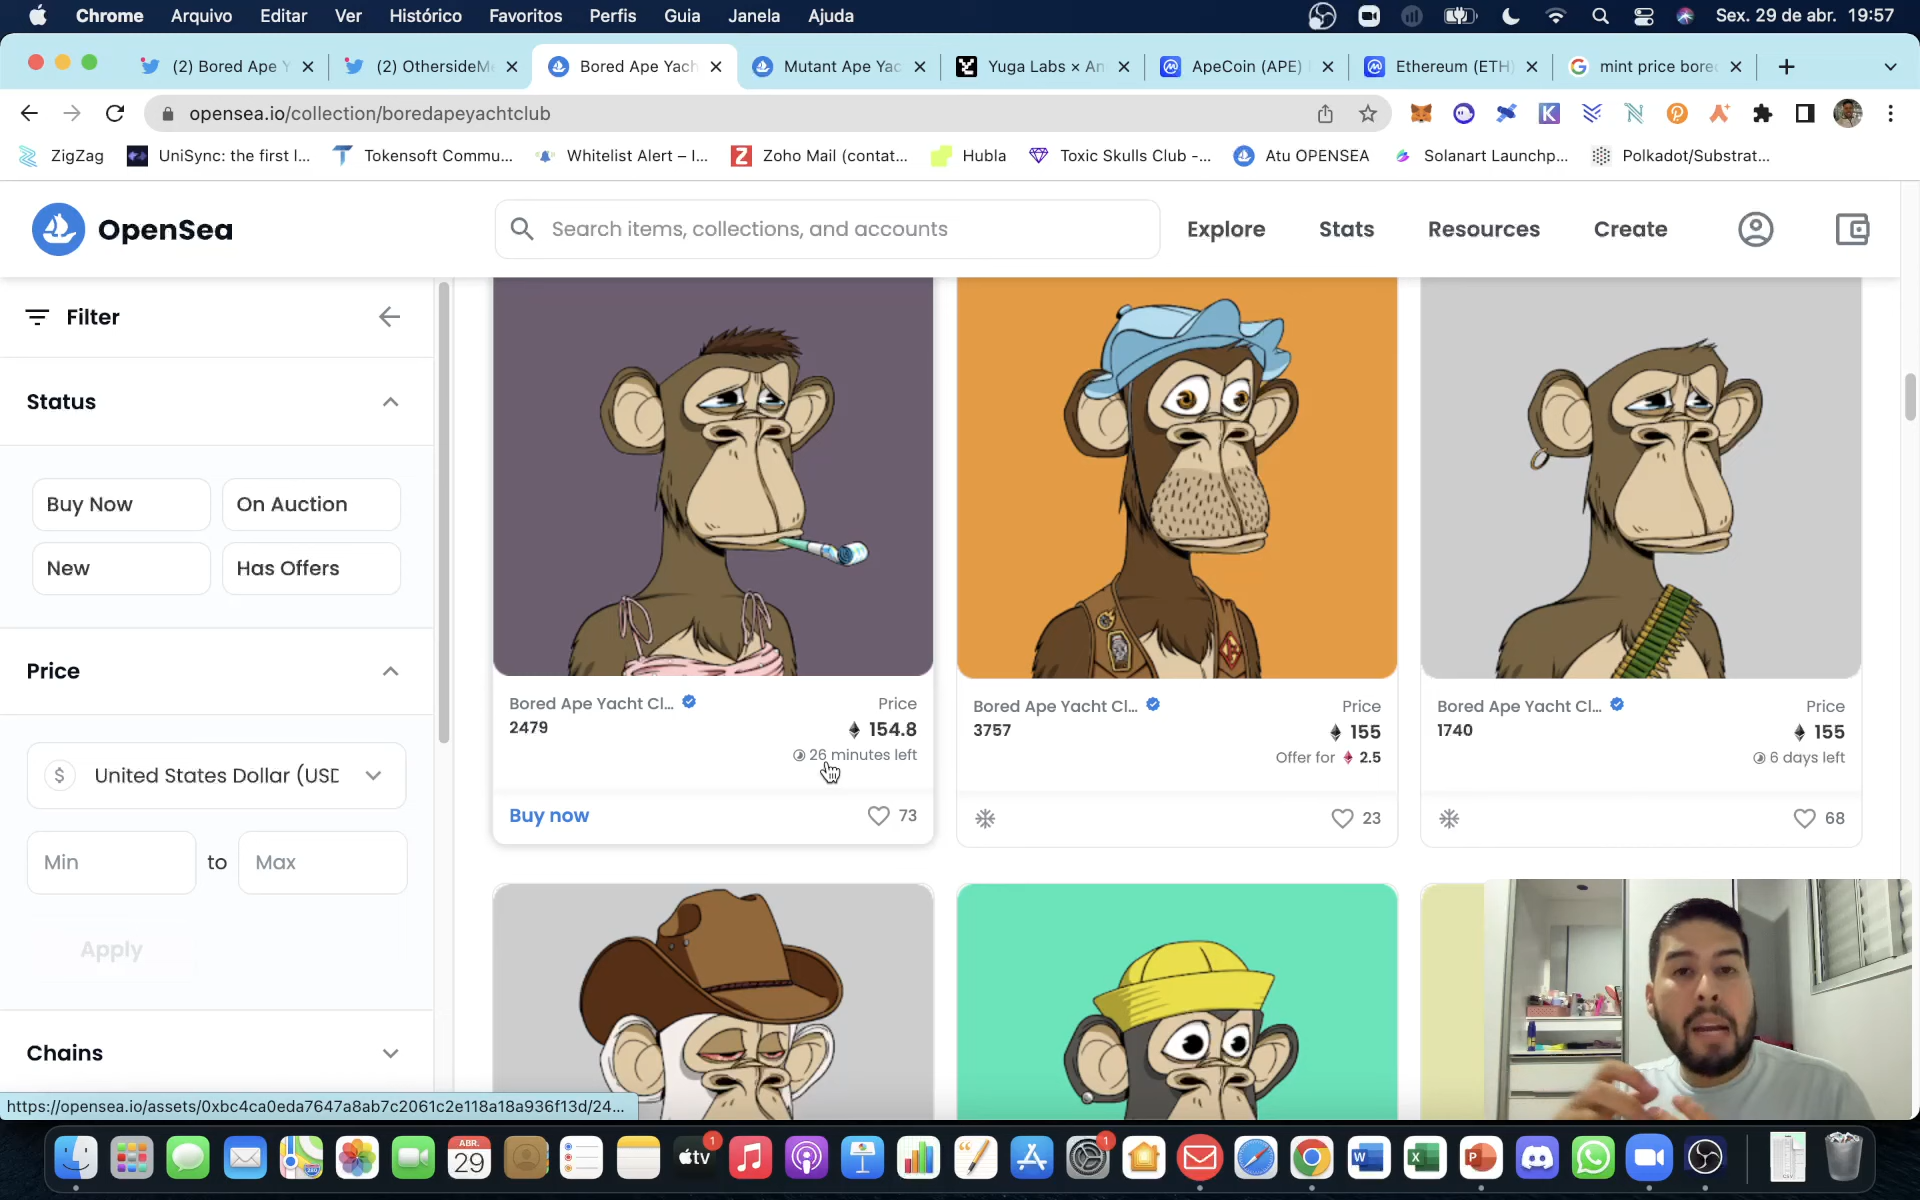 Chrome Arquivo Editar Ver Histórico Favoritos Perfis Guia Janela Ajuda Sex. 29 de abr. 19:57
(2) Bored Ape Y (2) OthersideMe Bored Ape Yach Mutant Ape Yac Yuga Labs × An ApeCoin (APE) Ethereum (ETH) mint price bore
opensea.io/collection/boredapeyachtclub
ZigZag UniSync: the first I... Tokensoft Commu... Whitelist Alert – I... Zoho Mail (contat... Hubla Toxic Skulls Club -... Atu OPENSEA Solanart Launchp... Polkadot/Substrat...
OpenSea Search items, collections, and accounts Explore Stats Resources Create
Filter
Status
Buy Now On Auction
New Has Offers
Price
$ United States Dollar (USD
Min to Max
Apply
Chains
Bored Ape Yacht Cl... Price
2479 154.8
26 minutes left
Buy now 73
Bored Ape Yacht Cl... Price
3757 155
Offer for 2.5
23
Bored Ape Yacht Cl... Price
1740 155
6 days left
68
https://opensea.io/assets/0xbc4ca0eda7647a8ab7c2061c2e118a18a936f13d/24...
ABR.
29
tv
1
1